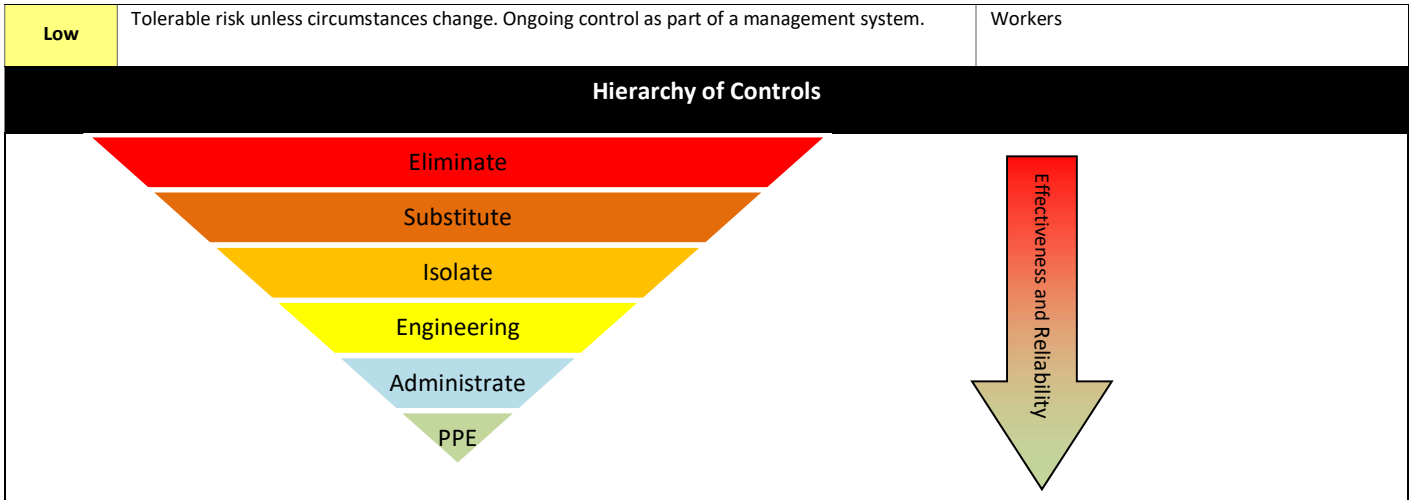 Low
Tolerable risk unless circumstances change. Ongoing control as part of a management system.
Workers
Hierarchy of Controls
Eliminate
Substitute
Isolate
Engineering
Administrate
PPE
Effectiveness and Reliability